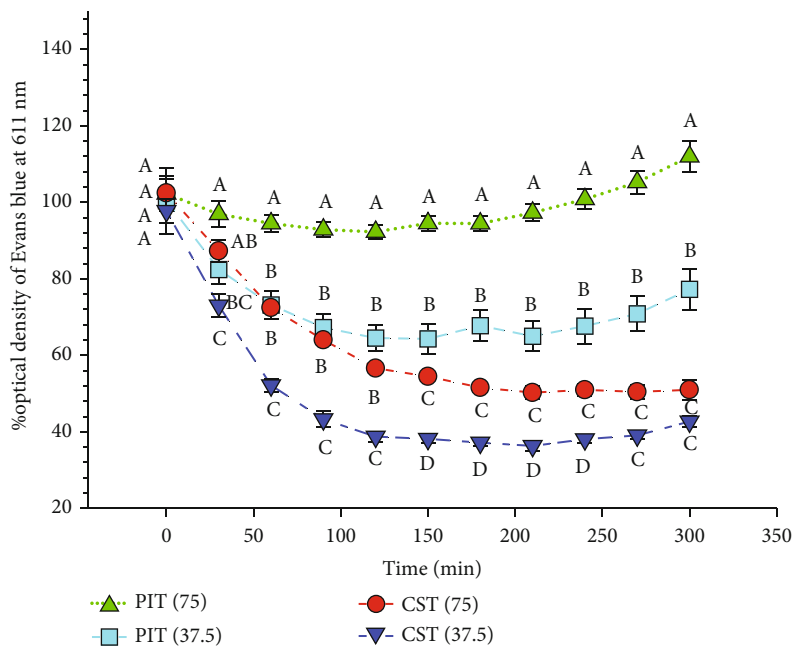 140
120
100
80
60
40
20
%optical density of Evans blue at 611 nm
A
A
A
A
A
A
A
A
A
A
A
A
A
A
AB
BC
C
B
B
B
B
B
B
B
B
B
B
B
B
C
C
C
C
C
C
C
C
C
D
D
D
D
C
C
0
50
100
150
200
250
300
350
Time (min)
PIT (75)
PIT (37.5)
CST (75)
CST (37.5)